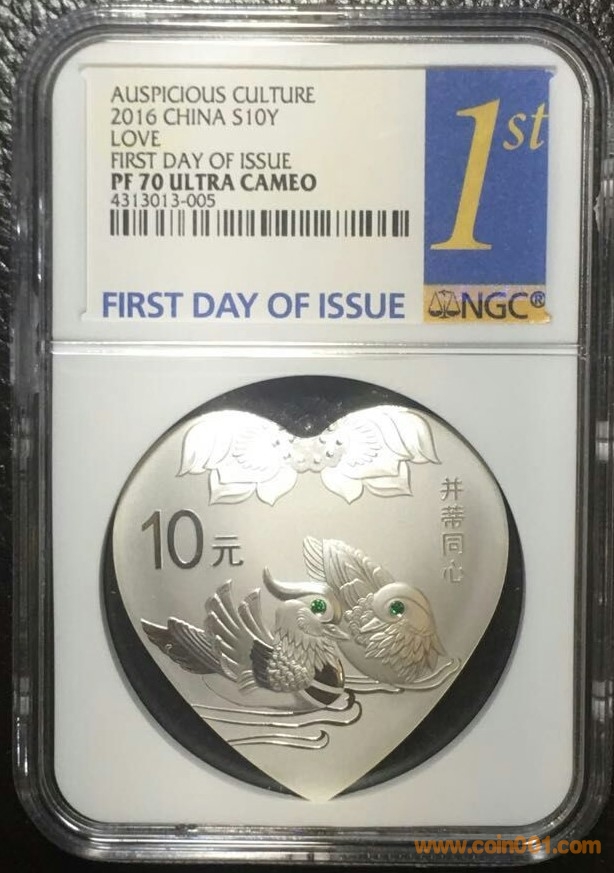 AUSPICIOUS CULTURE
2016 CHINA S10Y
LOVE
FIRST DAY OF ISSUE
PF 70 ULTRA CAMEO
4313013-005
FIRST DAY OF ISSUE
1st
NGC®
并蒂同心
10元
www.coin001.com